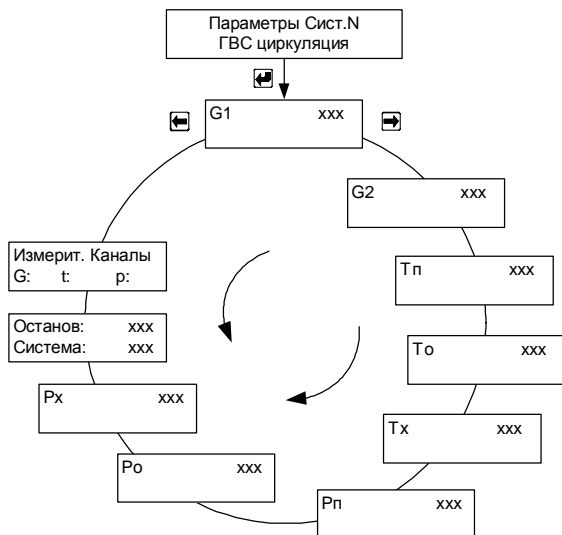 Параметры Сист.N
ГВС циркуляция
G1 xxx
G2 xxx
Тп xxx
То xxx
Тх xxx
Рп xxx
Ро xxx
Рх xxx
Останов: xxx
Система: xxx
Измерит. Каналы
G: t: p: